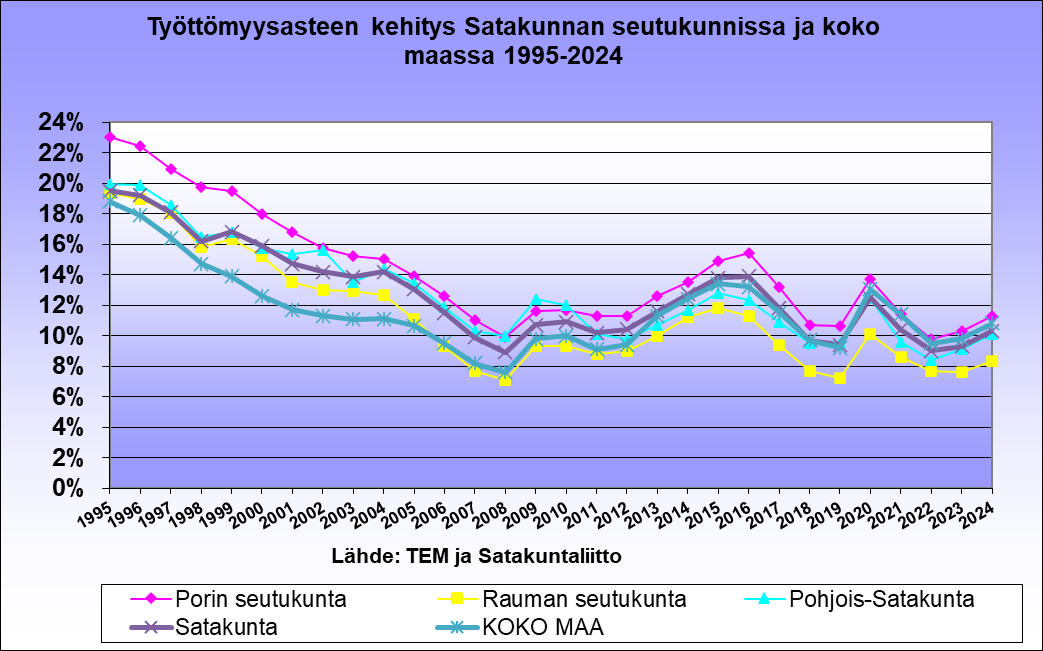 Työttömyysasteen kehitys Satakunnan seutukunnissa ja koko
maassa 1995-2024
24%
22%
20%
18%
16%
14%
12%
10%
8%
6%
4%
2%
0%
1995 1996 1997 1998 1999 2000 2001 2002 2003 2004 2005 2006 2007 2008 2009 2010 2011 2012 2013 2014 2015 2016 2017 2018 2019 2020 2021 2022 2023 2024
Lähde: TEM ja Satakuntaliitto
Porin seutukunta Rauman seutukunta Pohjois-Satakunta
Satakunta KOKO MAA